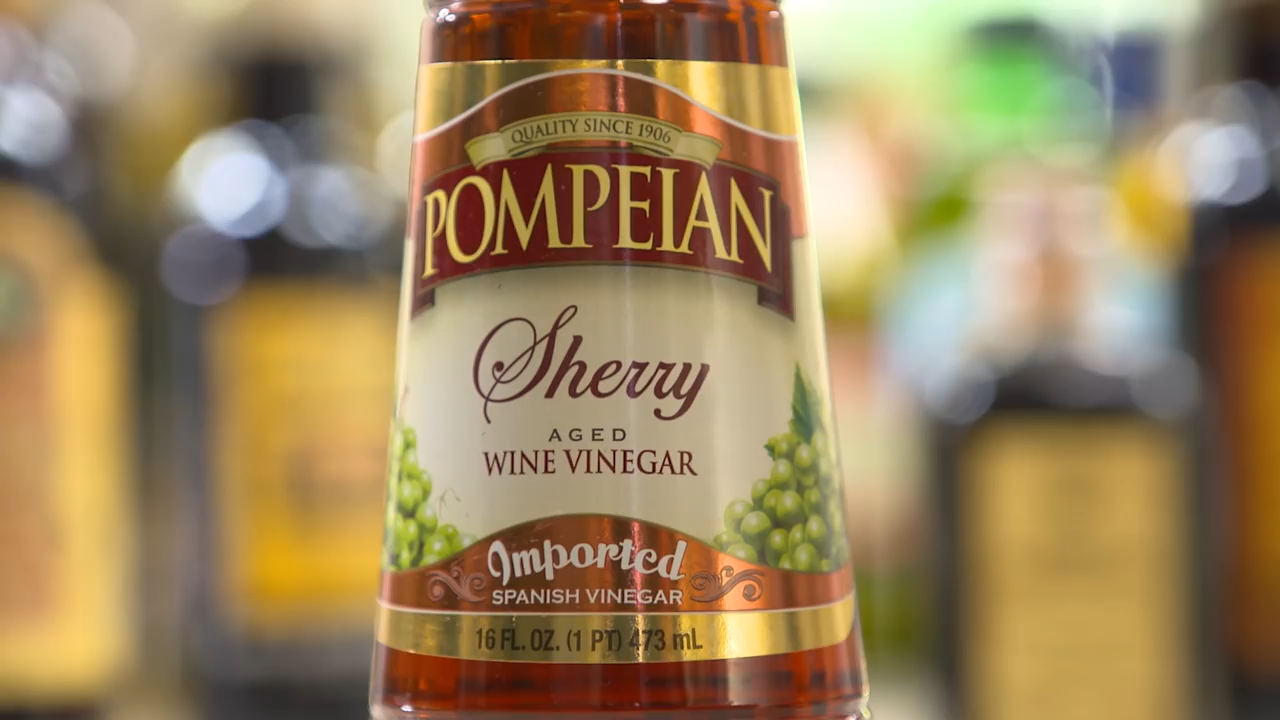 QUALITY SINCE 1906
POMPEIAN
Sherry
AGED
WINE VINEGAR
Imported
SPANISH VINEGAR
16 FL. OZ. (1 PT) 473 mL